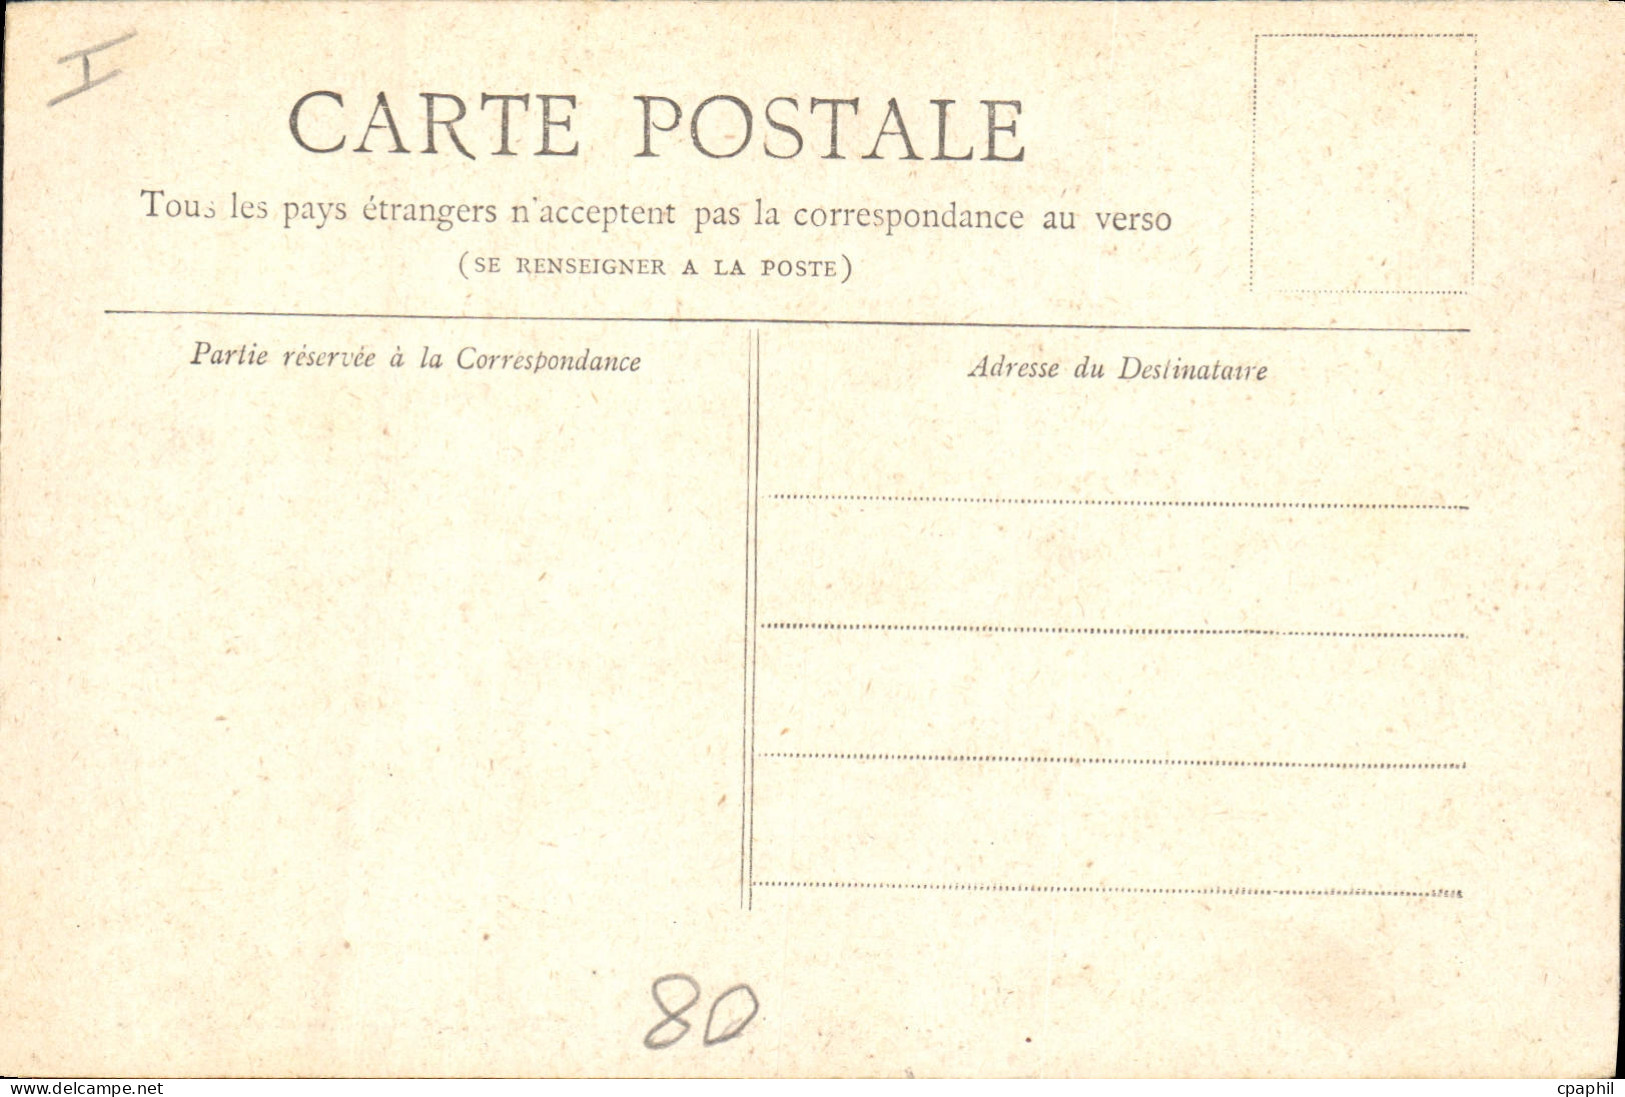 I
CARTE POSTALE
Tous les pays étrangers n'acceptent pas la correspondance au verso
(SE RENSEIGNER A LA POSTE)
Partie réservée à la Correspondance
Adresse du Destinataire
80
www.delcampe.net
cpaphil